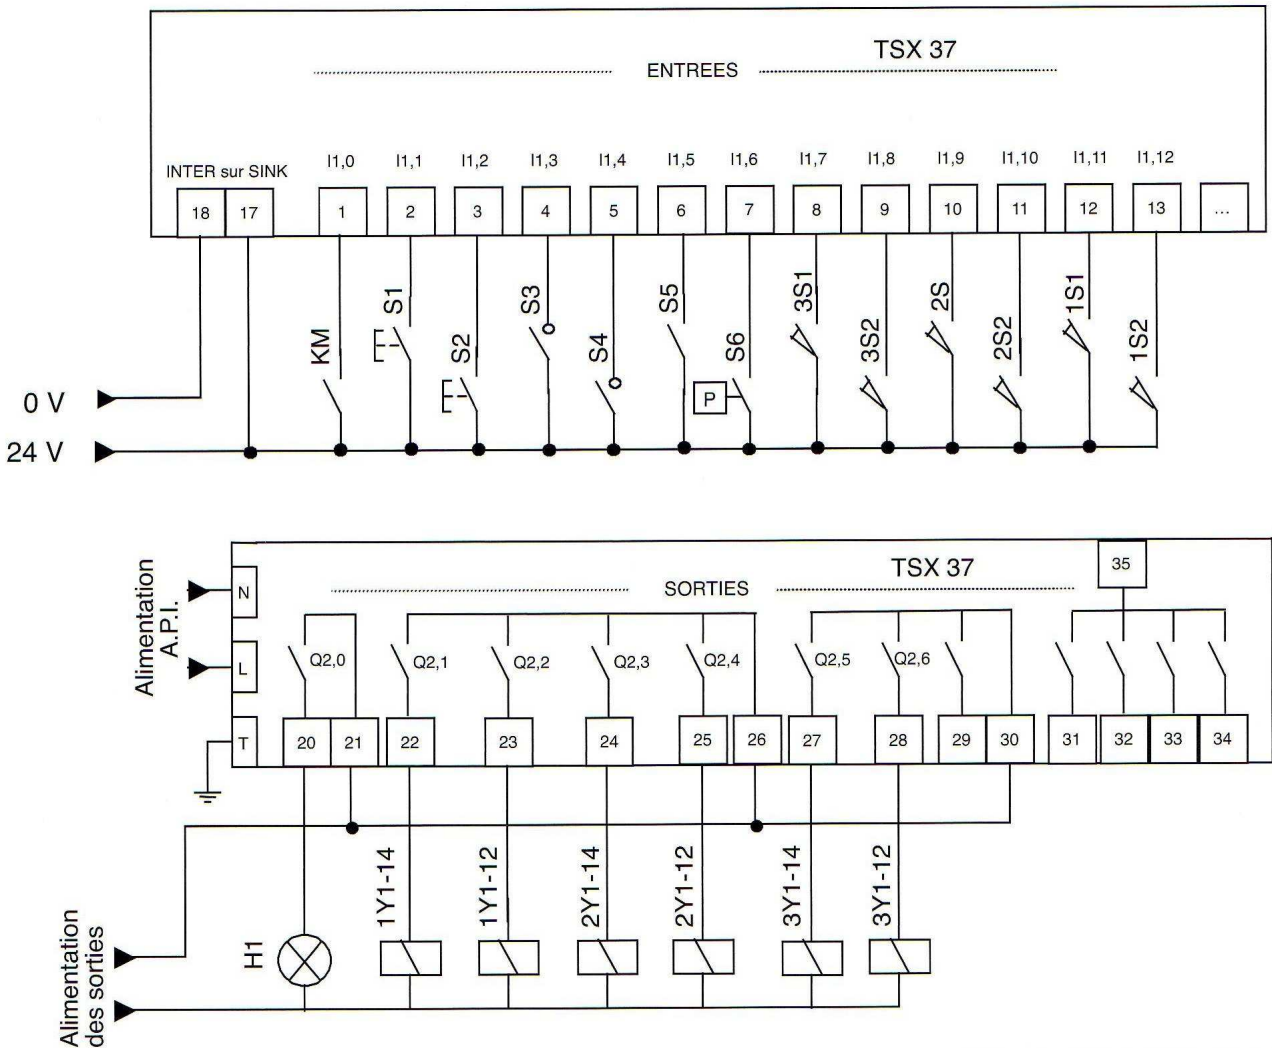 TSX 37
ENTREES
INTER sur SINK
I1,0 I1,1 I1,2 I1,3 I1,4 I1,5 I1,6 I1,7 I1,8 I1,9 I1,10 I1,11 I1,12
18 17 1 2 3 4 5 6 7 8 9 10 11 12 13 ...
KM S1 S2 S3 S4 S5 S6 3S1 3S2 2S 2S2 1S1 1S2
P
0 V
24 V
Alimentation
A.P.I.
N
L
T
TSX 37
SORTIES
35
Q2,0 Q2,1 Q2,2 Q2,3 Q2,4 Q2,5 Q2,6
20 21 22 23 24 25 26 27 28 29 30 31 32 33 34
1Y1-14 1Y1-12 2Y1-14 2Y1-12 3Y1-14 3Y1-12
H1
Alimentation
des sorties